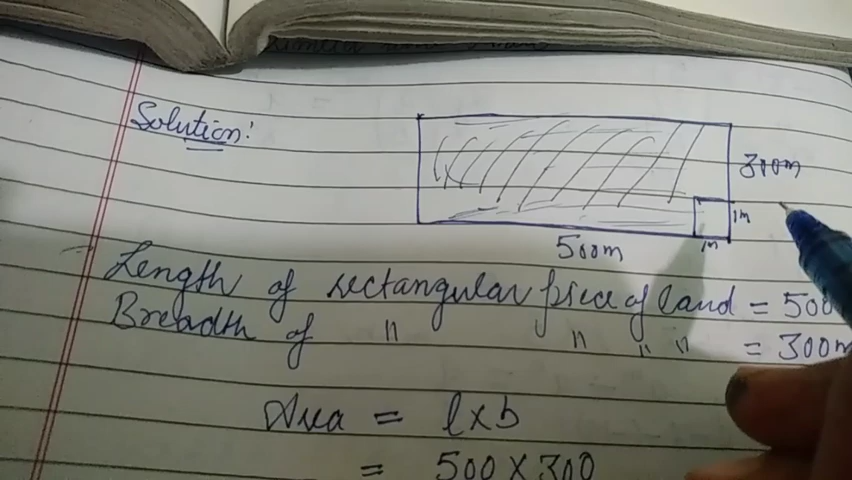 Solution:
300m
1m
500m
1m
Length of rectangular piece of land = 500
Breadth of " " " " = 300m
Area = l×b
= 500×300